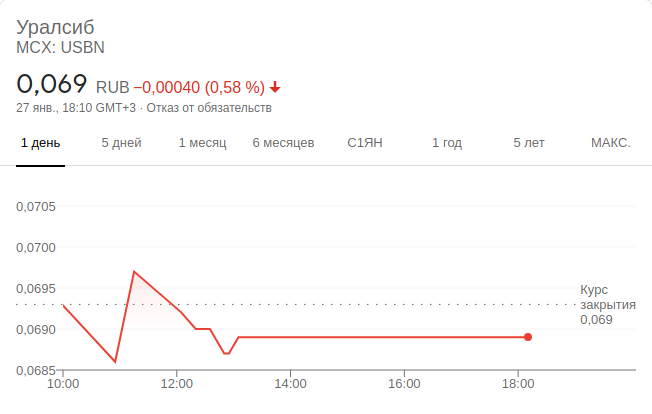 Уралсиб
MCX: USBN
0,069 RUB −0,00040 (0,58 %)
27 янв., 18:10 GMT+3 · Отказ от обязательств
1 день 5 дней 1 месяц 6 месяцев С1ЯН 1 год 5 лет МАКС.
0,0705
0,0700
0,0695
0,0690
0,0685
Курс
закрытия
0,069
10:00 12:00 14:00 16:00 18:00